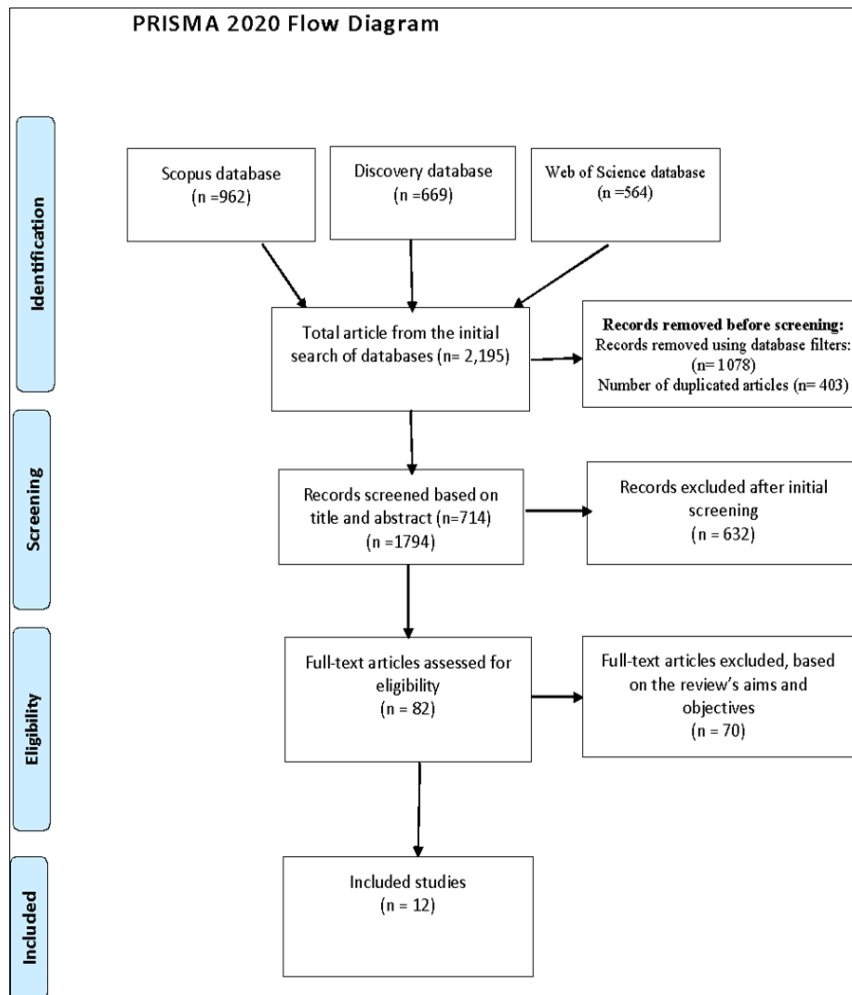 PRISMA 2020 Flow Diagram
Identification
Scopus database
(n =962)
Discovery database
(n =669)
Web of Science database
(n =564)
Total article from the initial
search of databases (n= 2,195)
Records removed before screening:
Records removed using database filters:
(n= 1078)
Number of duplicated articles (n= 403)
Screening
Records screened based on
title and abstract (n=714)
(n =1794)
Records excluded after initial
screening
(n = 632)
Eligibility
Full-text articles assessed for
eligibility
(n = 82)
Full-text articles excluded, based
on the review's aims and
objectives
(n = 70)
Included
Included studies
(n = 12)